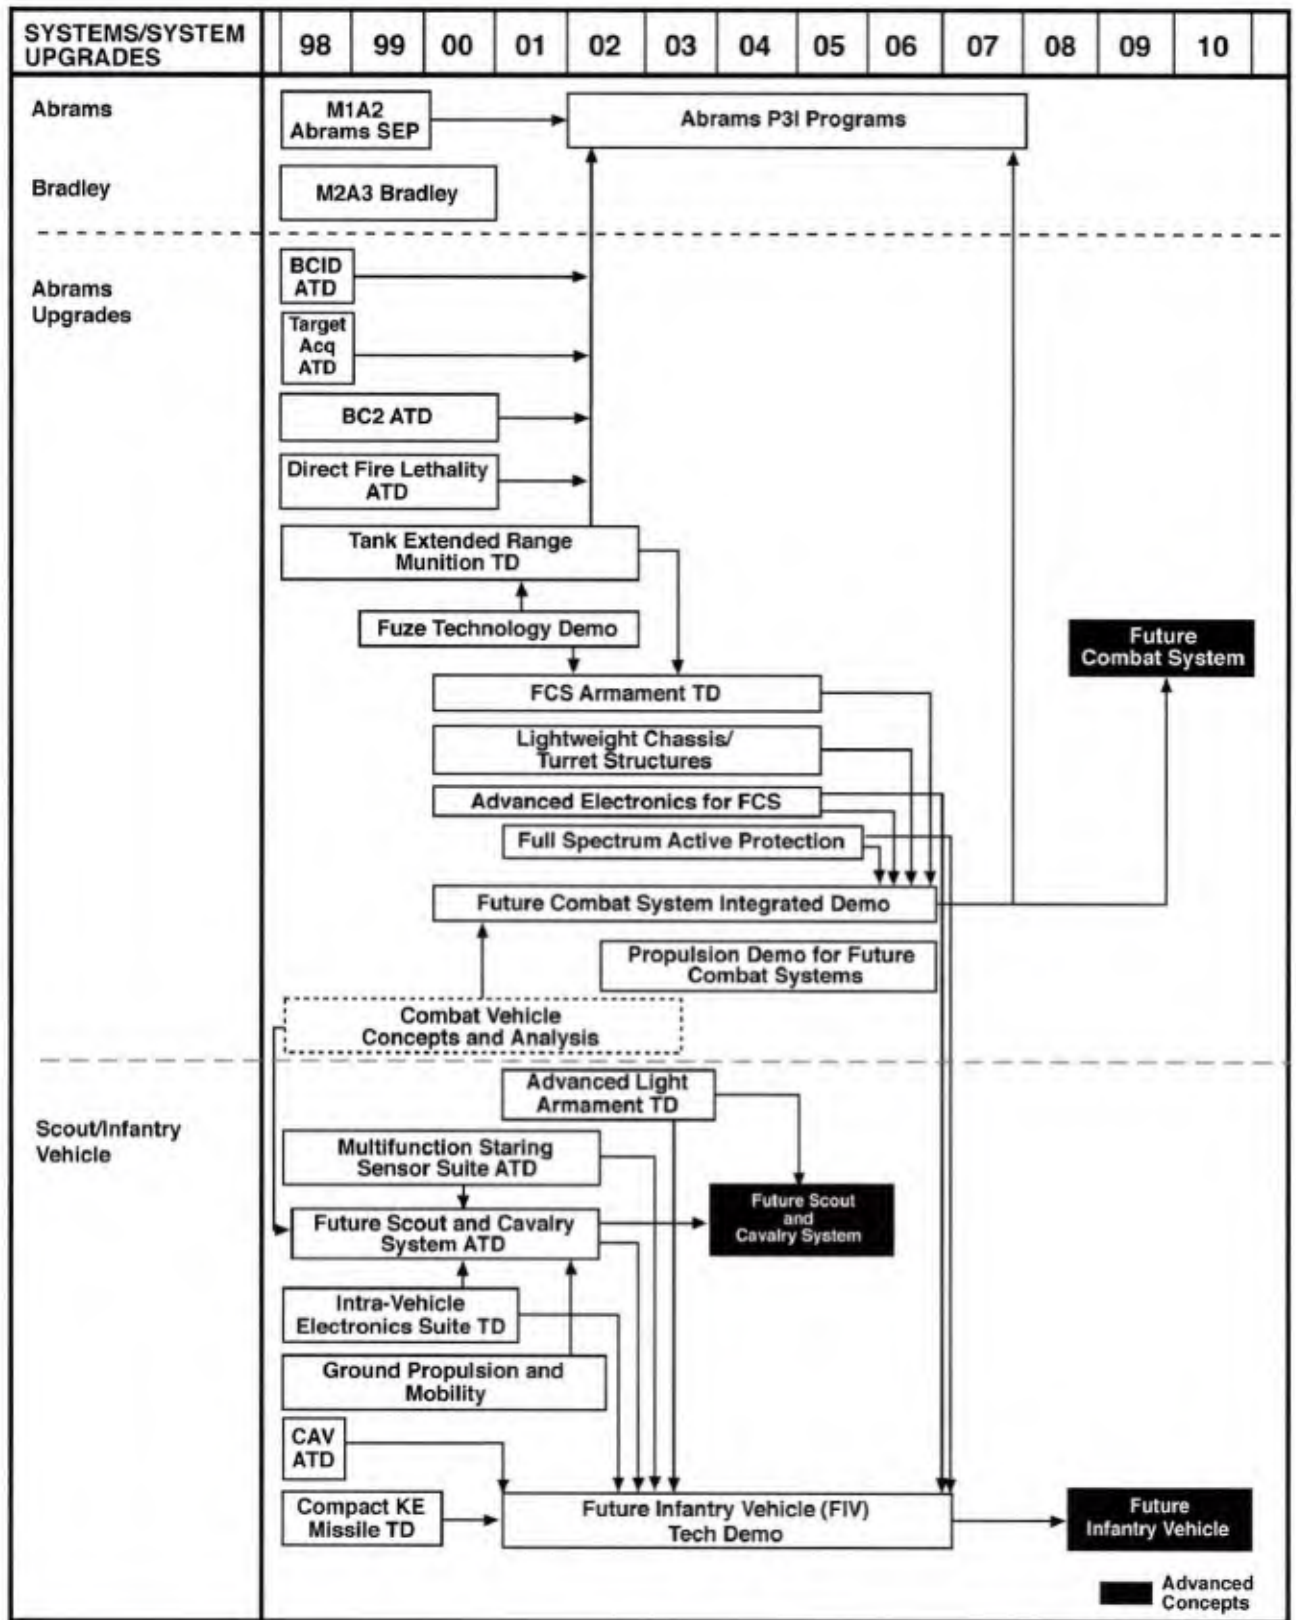 SYSTEMS/SYSTEM
UPGRADES
98 99 00 01 02 03 04 05 06 07 08 09 10
Abrams
M1A2
Abrams SEP
Abrams P3I Programs
Bradley
M2A3 Bradley
Abrams
Upgrades
BCID
ATD
Target
Acq
ATD
BC2 ATD
Direct Fire Lethality
ATD
Tank Extended Range
Munition TD
Fuze Technology Demo
Future
Combat System
FCS Armament TD
Lightweight Chassis/
Turret Structures
Advanced Electronics for FCS
Full Spectrum Active Protection
Future Combat System Integrated Demo
Propulsion Demo for Future
Combat Systems
Combat Vehicle
Concepts and Analysis
Scout/Infantry
Vehicle
Advanced Light
Armament TD
Multifunction Staring
Sensor Suite ATD
Future Scout
and
Cavalry System
Future Scout and Cavalry
System ATD
Intra-Vehicle
Electronics Suite TD
Ground Propulsion and
Mobility
CAV
ATD
Compact KE
Missile TD
Future Infantry Vehicle (FIV)
Tech Demo
Future
Infantry Vehicle
Advanced
Concepts